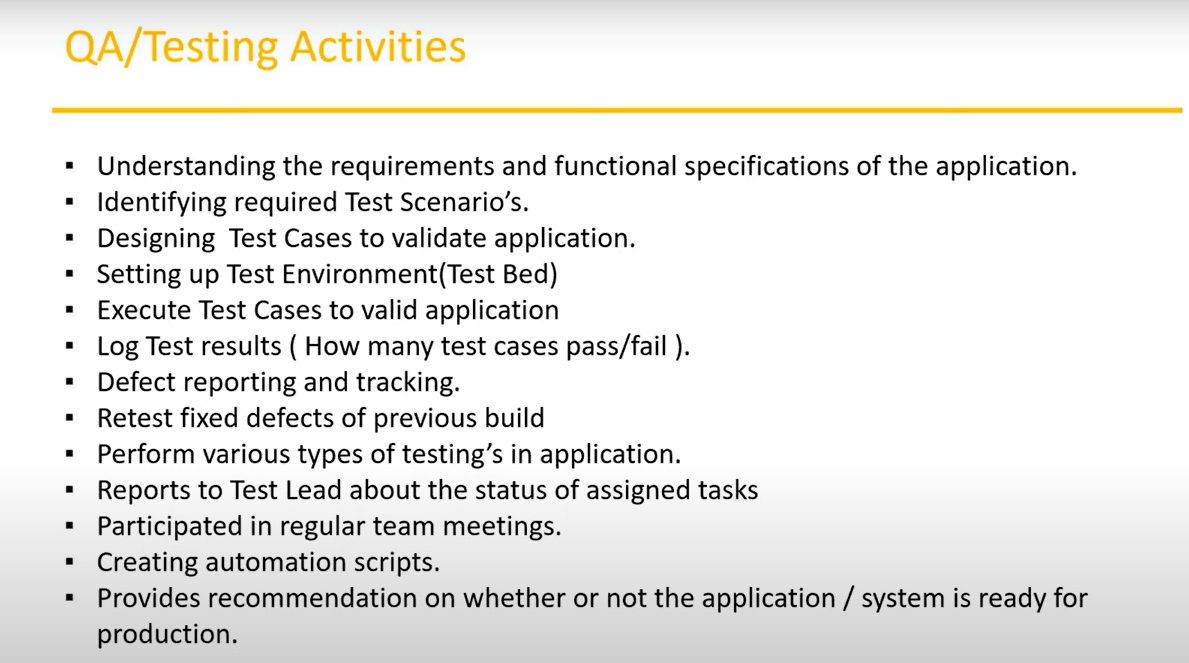 QA/Testing Activities
▪ Understanding the requirements and functional specifications of the application.
▪ Identifying required Test Scenario’s.
▪ Designing  Test Cases to validate application.
▪ Setting up Test Environment(Test Bed)
▪ Execute Test Cases to valid application
▪ Log Test results ( How many test cases pass/fail ).
▪ Defect reporting and tracking.
▪ Retest fixed defects of previous build
▪ Perform various types of testing’s in application.
▪ Reports to Test Lead about the status of assigned tasks
▪ Participated in regular team meetings.
▪ Creating automation scripts.
▪ Provides recommendation on whether or not the application / system is ready for
production.